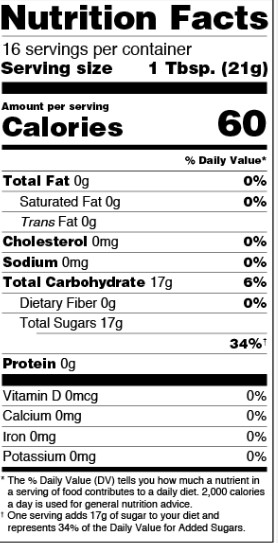 Nutrition Facts
16 servings per container
Serving size 1 Tbsp. (21g)
Amount per serving
Calories 60
% Daily Value*
Total Fat 0g 0%
Saturated Fat 0g 0%
Trans Fat 0g
Cholesterol 0mg 0%
Sodium 0mg 0%
Total Carbohydrate 17g 6%
Dietary Fiber 0g 0%
Total Sugars 17g
34%†
Protein 0g
Vitamin D 0mcg 0%
Calcium 0mg 0%
Iron 0mg 0%
Potassium 0mg 0%
* The % Daily Value (DV) tells you how much a nutrient in
a serving of food contributes to a daily diet. 2,000 calories
a day is used for general nutrition advice.
† One serving adds 17g of sugar to your diet and
represents 34% of the Daily Value for Added Sugars.